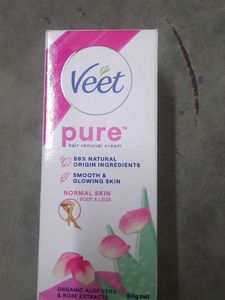 Veet
pure™
hair removal cream
86% NATURAL
ORIGIN INGREDIENTS
SMOOTH &
GLOWING SKIN
NORMAL SKIN
BODY & LEGS
ORGANIC ALOE VERA
& ROSE EXTRACTS
50g net